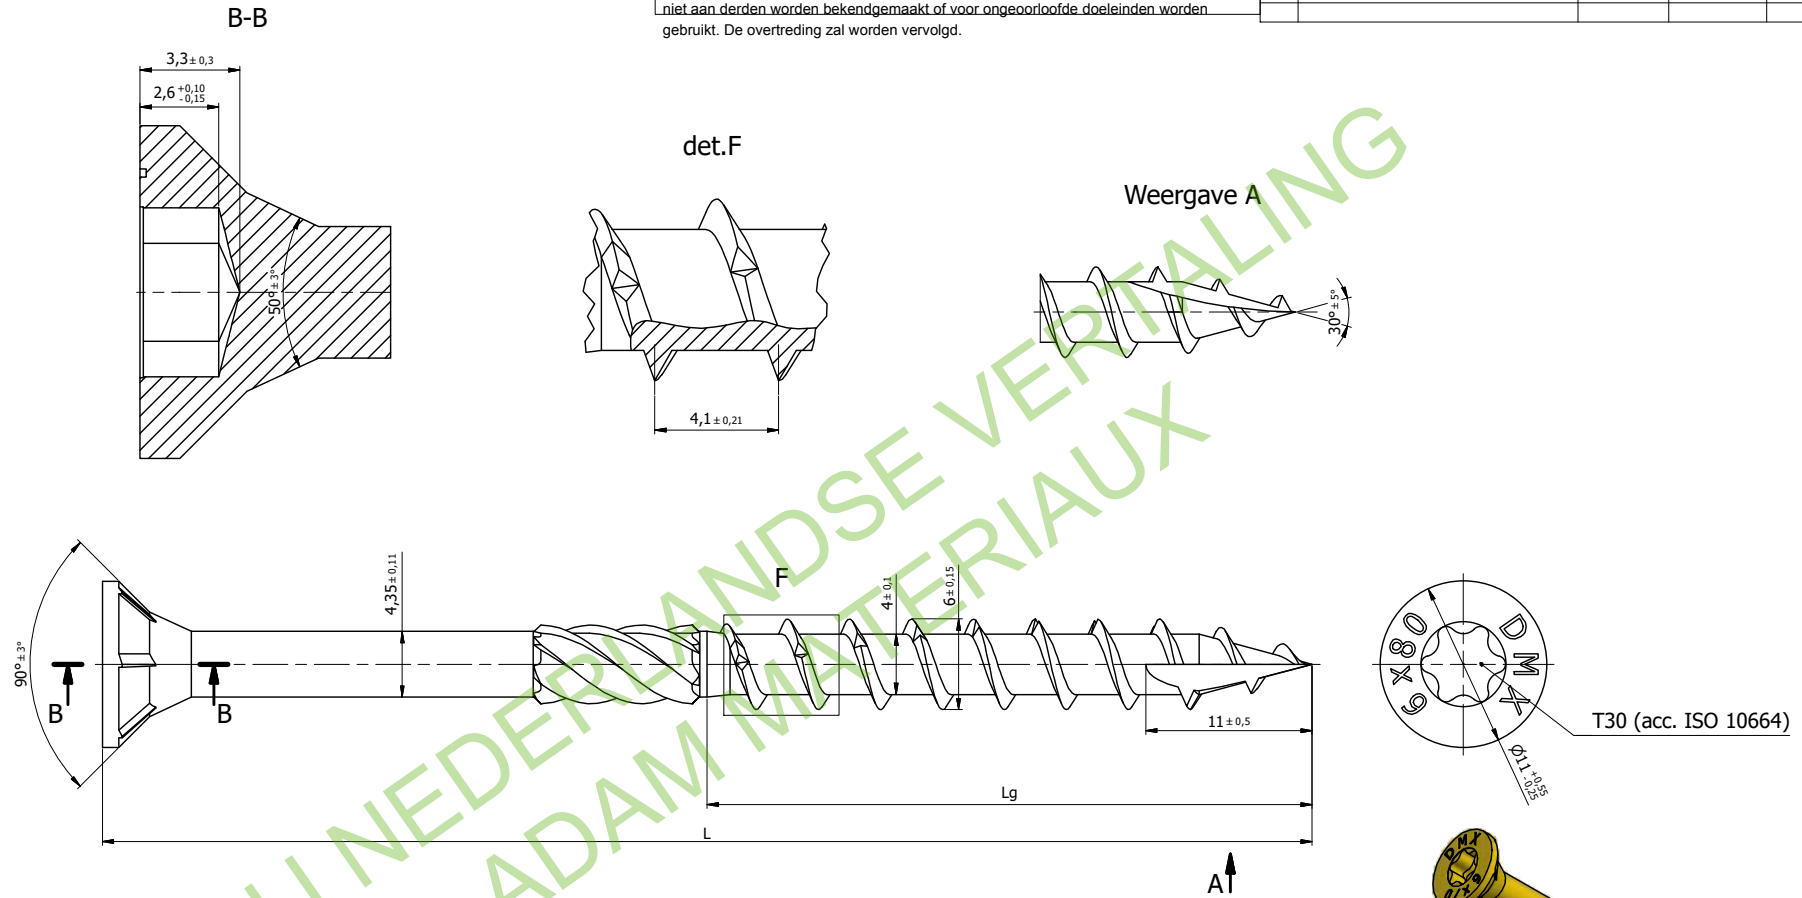 niet aan derden worden bekendgemaakt of voor ongeoorloofde doeleinden worden
gebruikt. De overtreding zal worden vervolgd.
B-B
3,3 ± 0,3
2,6 +0,10 -0,15
50° ± 3°
det.F
4,1 ± 0,21
Weergave A
30° ± 5°
NEDERLANDSE VERTALING
ADAM MATERIAUX
90° ± 3°
B
B
4,35 ± 0,11
F
4 ± 0,1
6 ± 0,15
11 ± 0,5
Lg
L
A
DMX
6x80
T30 (acc. ISO 10664)
Ø11 +0,55 -0,25
DMX